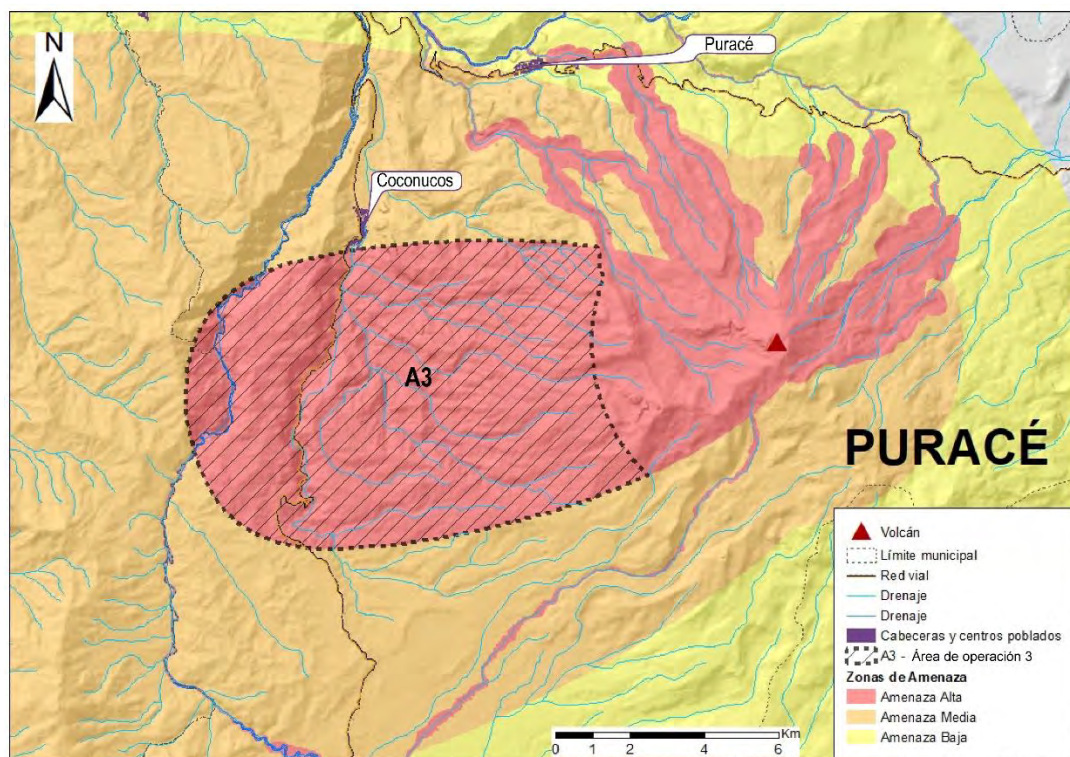 N
Puracé
Coconucos
A3
PURACÉ
Volcán
Límite municipal
Red vial
Drenaje
Drenaje
Cabeceras y centros poblados
A3 - Área de operación 3
Zonas de Amenaza
Amenaza Alta
Amenaza Media
Amenaza Baja
Km
0 1 2 4 6